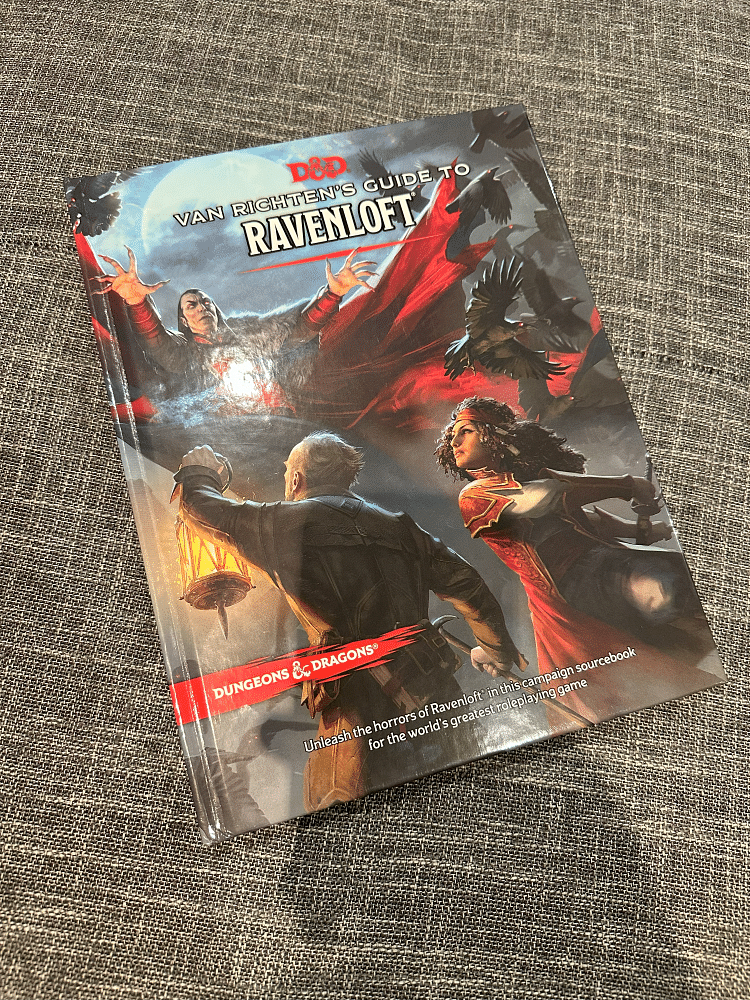 D&D
VAN RICHTEN'S GUIDE TO
RAVENLOFT®
DUNGEONS & DRAGONS®
Unleash the horrors of Ravenloft® in this campaign sourcebook
for the world's greatest roleplaying game